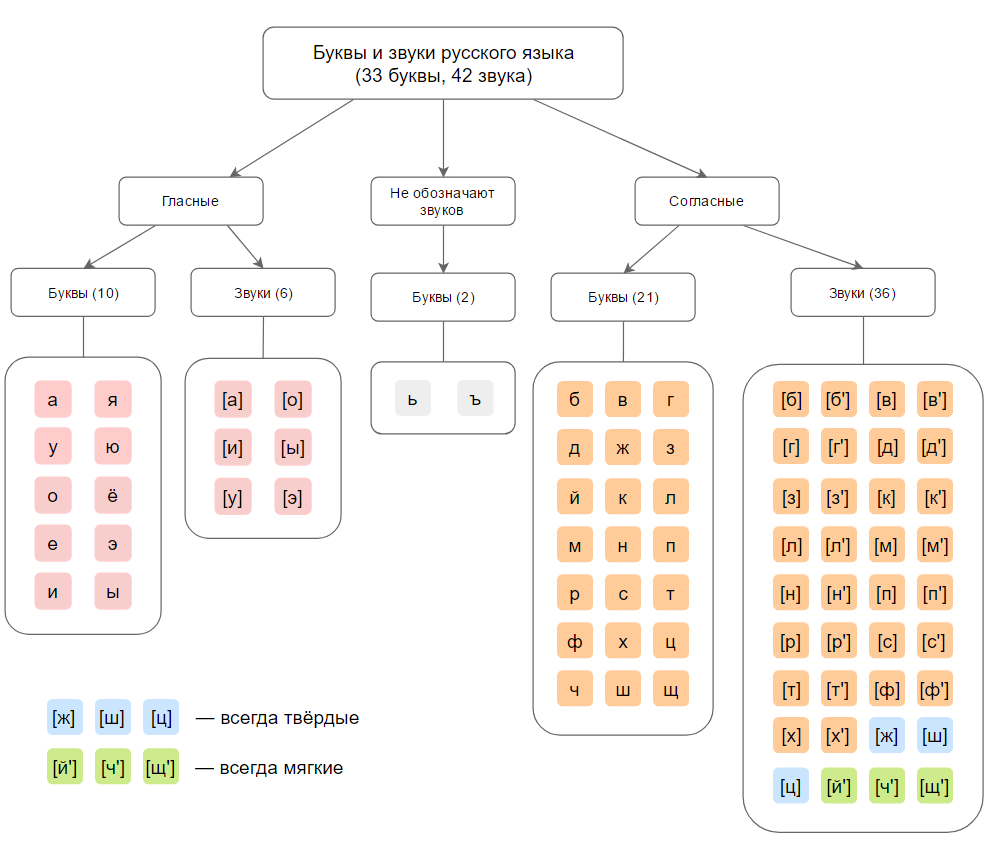 Буквы и звуки русского языка
(33 буквы, 42 звука)
Гласные
Не обозначают
звуков
Согласные
Буквы (10)
Звуки (6)
Буквы (2)
Буквы (21)
Звуки (36)
а я
у ю
о ё
е э
и ы
[а] [о]
[и] [ы]
[у] [э]
ь ъ
б в г
д ж з
й к л
м н п
р с т
ф х ц
ч ш щ
[б] [б'] [в] [в']
[г] [г'] [д] [д']
[з] [з'] [к] [к']
[л] [л'] [м] [м']
[н] [н'] [п] [п']
[р] [р'] [с] [с']
[т] [т'] [ф] [ф']
[х] [х'] [ж] [ш]
[ц] [й'] [ч'] [щ']
[ж] [ш] [ц] — всегда твёрдые
[й'] [ч'] [щ'] — всегда мягкие